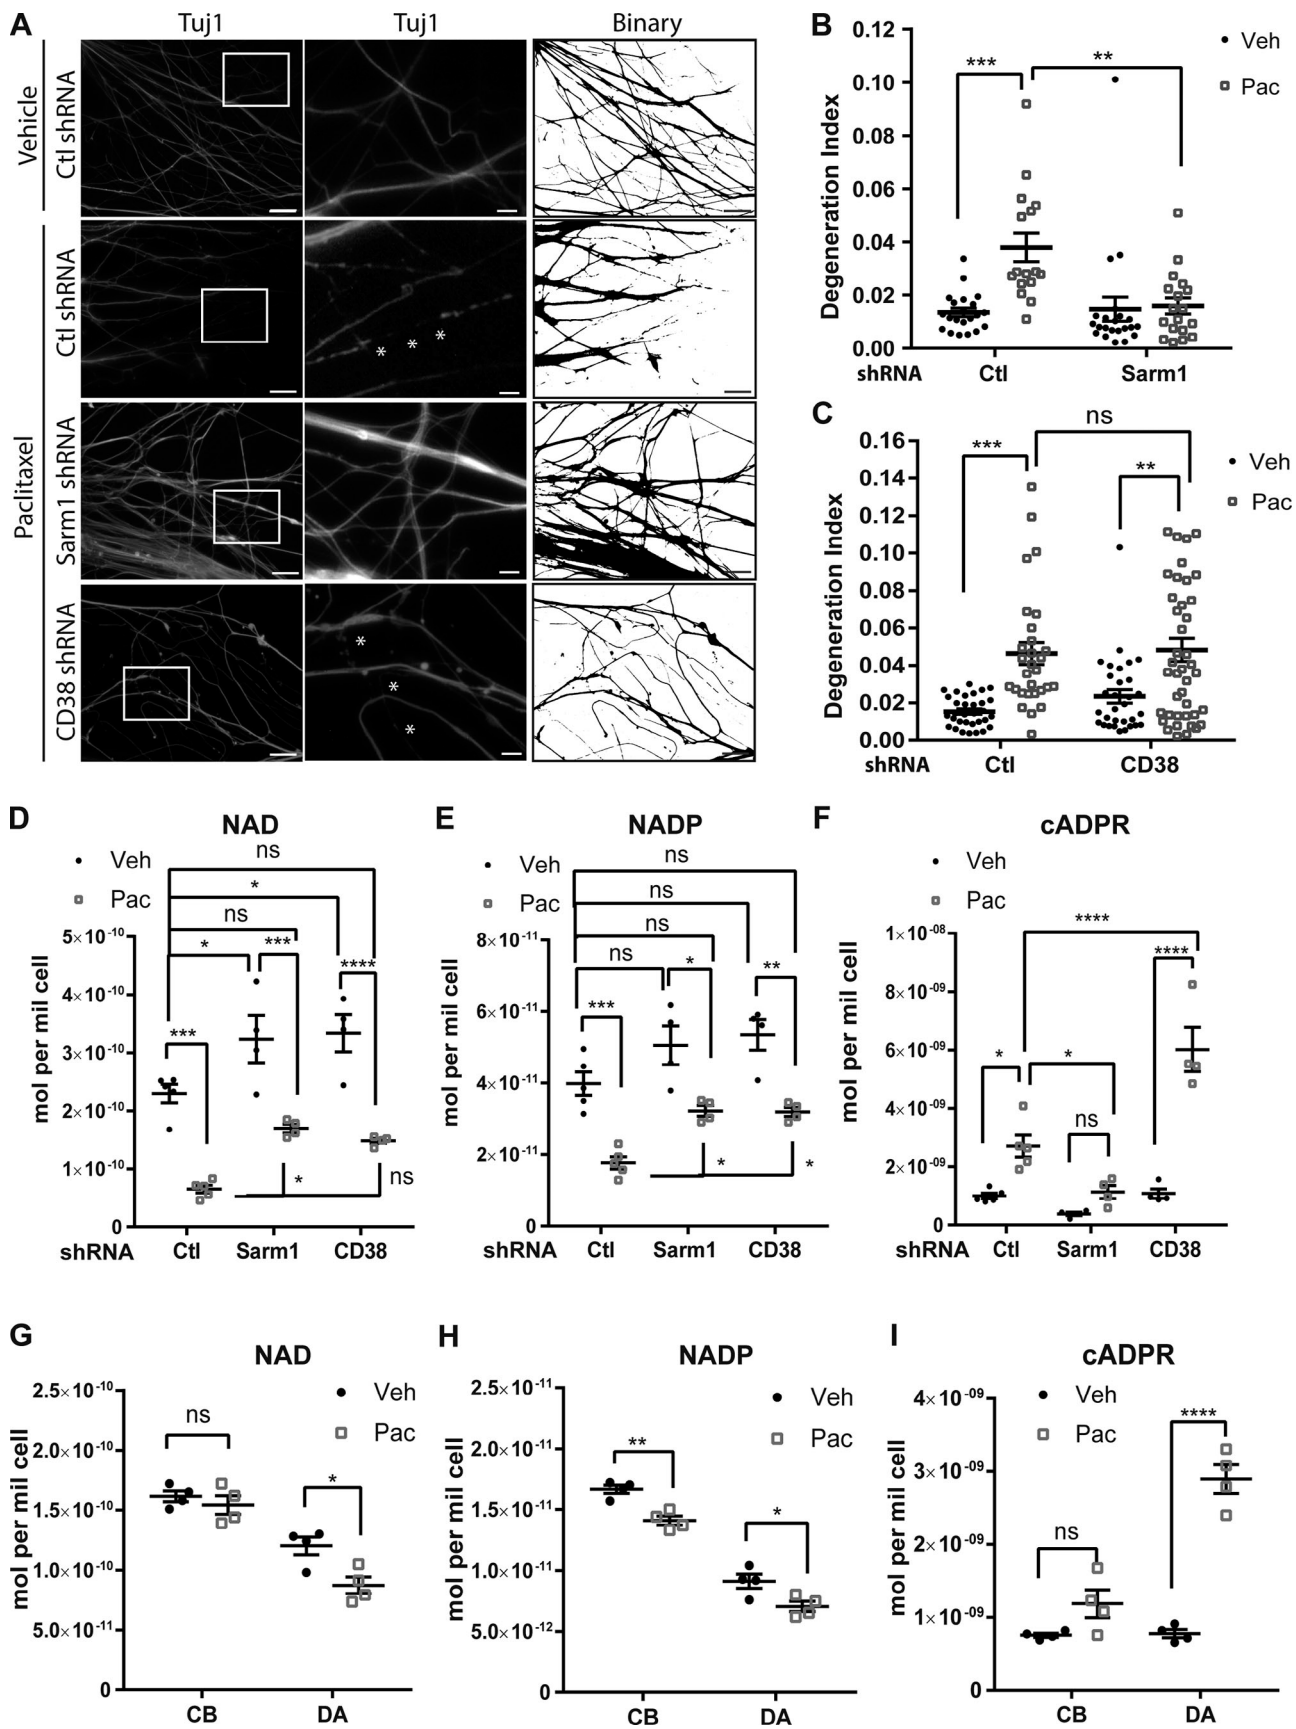 A
Tuj1
Tuj1
Binary
Vehicle
Ctl shRNA
Paclitaxel
Ctl shRNA
Sarm1 shRNA
CD38 shRNA
* * *
*
*
*
B
Veh
Pac
***
**
Degeneration Index
0.12
0.10
0.08
0.06
0.04
0.02
0.00
shRNA Ctl Sarm1
C
Veh
Pac
ns
***
**
Degeneration Index
0.16
0.14
0.12
0.10
0.08
0.06
0.04
0.02
0.00
shRNA Ctl CD38
D
NAD
Veh
Pac
ns
*
ns
*
***
****
***
*
ns
mol per mil cell
5×10-10
4×10-10
3×10-10
2×10-10
1×10-10
0
shRNA Ctl Sarm1 CD38
E
NADP
Veh
Pac
ns
ns
ns
ns
*
**
***
*
*
mol per mil cell
8×10-11
6×10-11
4×10-11
2×10-11
0
shRNA Ctl Sarm1 CD38
F
cADPR
Veh
Pac
****
****
*
*
ns
mol per mil cell
1×10-08
8×10-09
6×10-09
4×10-09
2×10-09
0
shRNA Ctl Sarm1 CD38
G
NAD
Veh
Pac
ns
*
mol per mil cell
2.5×10-10
2.0×10-10
1.5×10-10
1.0×10-10
5.0×10-11
0
CB DA
H
NADP
Veh
Pac
**
*
mol per mil cell
2.5×10-11
2.0×10-11
1.5×10-11
1.0×10-11
5.0×10-12
0
CB DA
I
cADPR
Veh
Pac
****
ns
mol per mil cell
4×10-09
3×10-09
2×10-09
1×10-09
0
CB DA